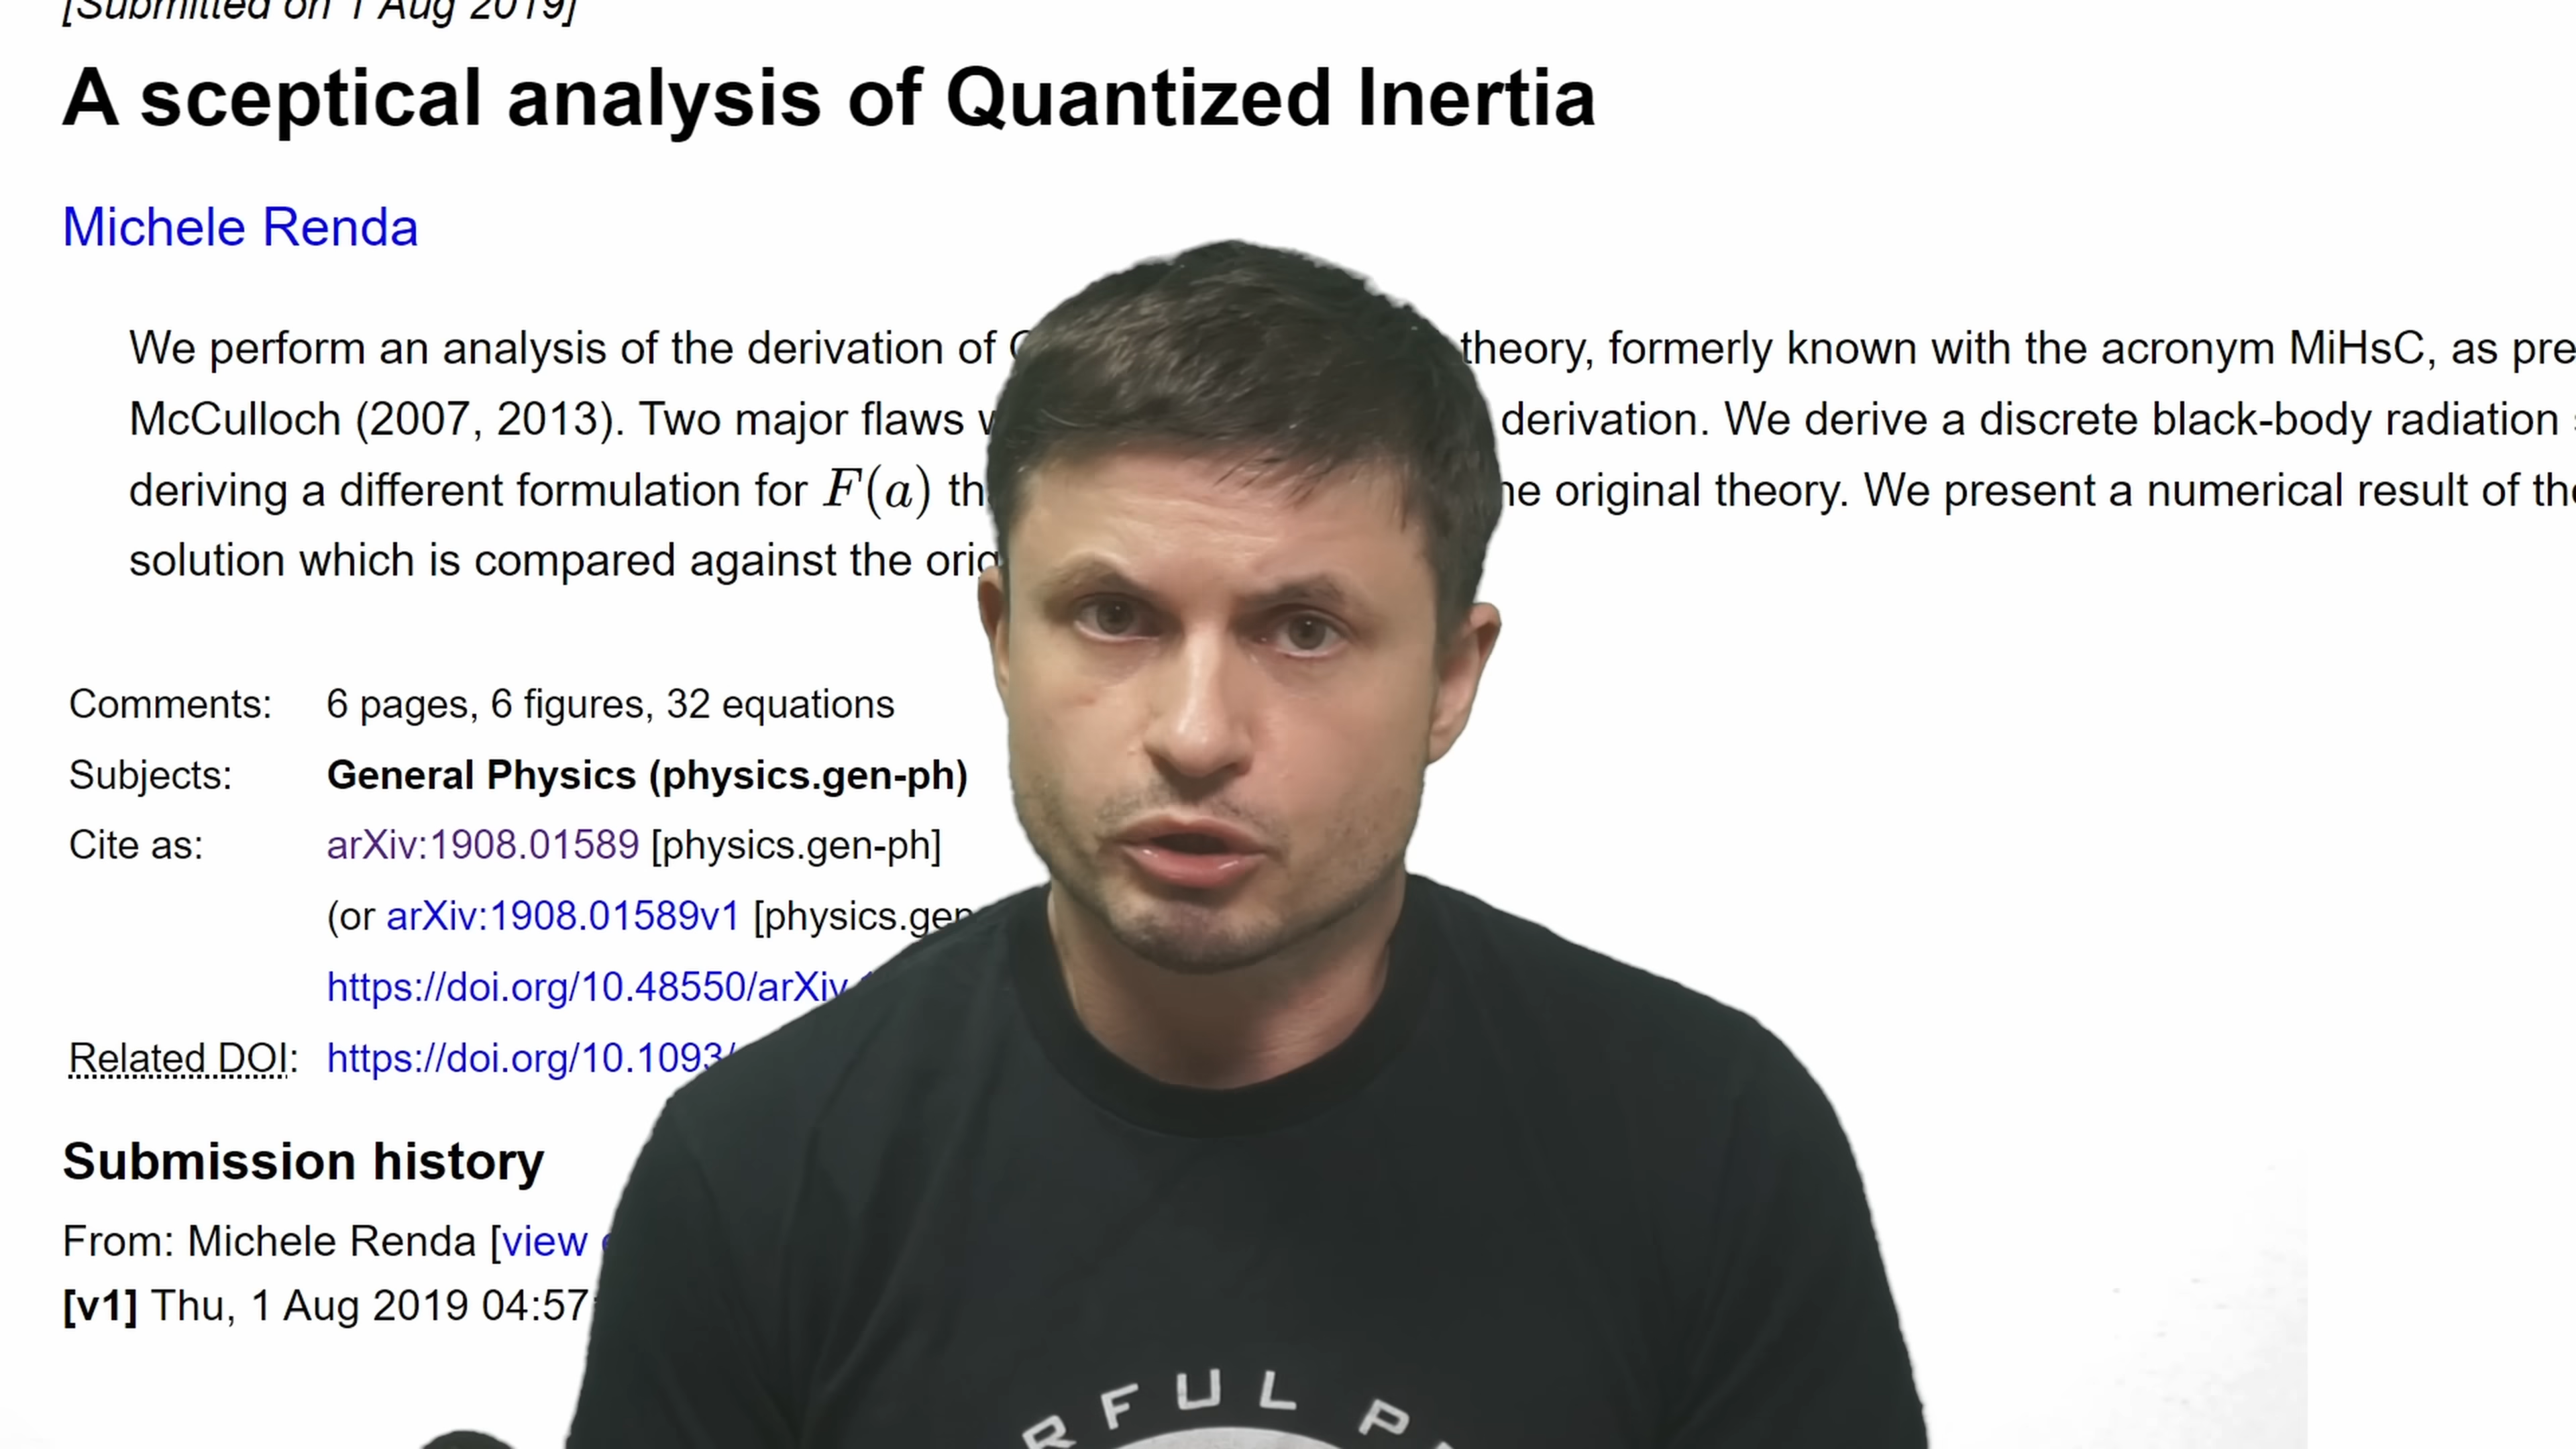 [Submitted on 1 Aug 2019]
A sceptical analysis of Quantized Inertia
Michele Renda
We perform an analysis of the derivation of theory, formerly known with the acronym MiHsC, as pre
McCulloch (2007, 2013). Two major flaws derivation. We derive a discrete black-body radiation
deriving a different formulation for F(a) original theory. We present a numerical result of
solution which is compared against the
Comments: 6 pages, 6 figures, 32 equations
Subjects: General Physics (physics.gen-ph)
Cite as: arXiv:1908.01589 [physics.gen-ph]
(or arXiv:1908.01589v1 [physics.gen
https://doi.org/10.48550/arXiv
Related DOI: https://doi.org/10.1093/
Submission history
From: Michele Renda [view
[v1] Thu, 1 Aug 2019 04:57
RFUL P